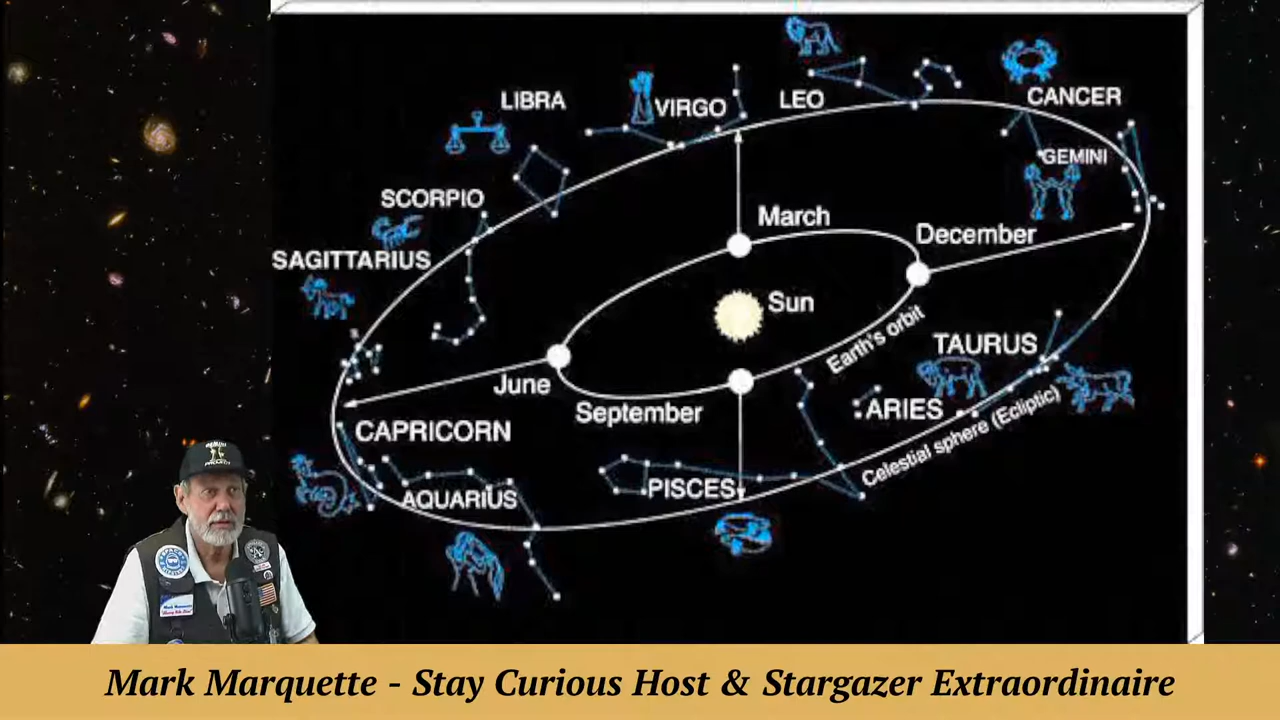 LIBRA
VIRGO
LEO
CANCER
GEMINI
SCORPIO
SAGITTARIUS
March
December
Sun
Earth's orbit
June
September
TAURUS
ARIES
Celestial sphere (Ecliptic)
CAPRICORN
AQUARIUS
PISCES
Mark Marquette - Stay Curious Host & Stargazer Extraordinaire